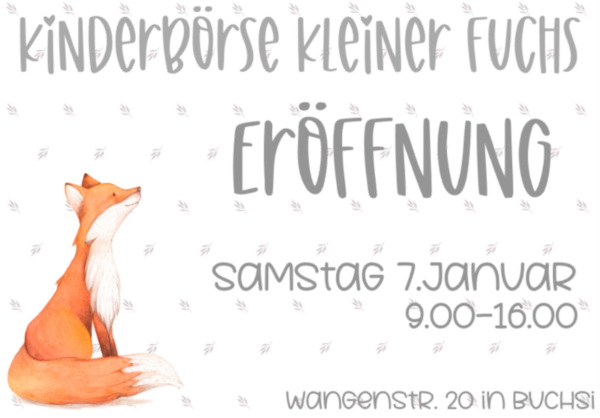 Kinderbörse Kleiner Fuchs
Eröffnung
Samstag 7.Januar
9.00-16.00
Wangenstr. 20 in Buchsi